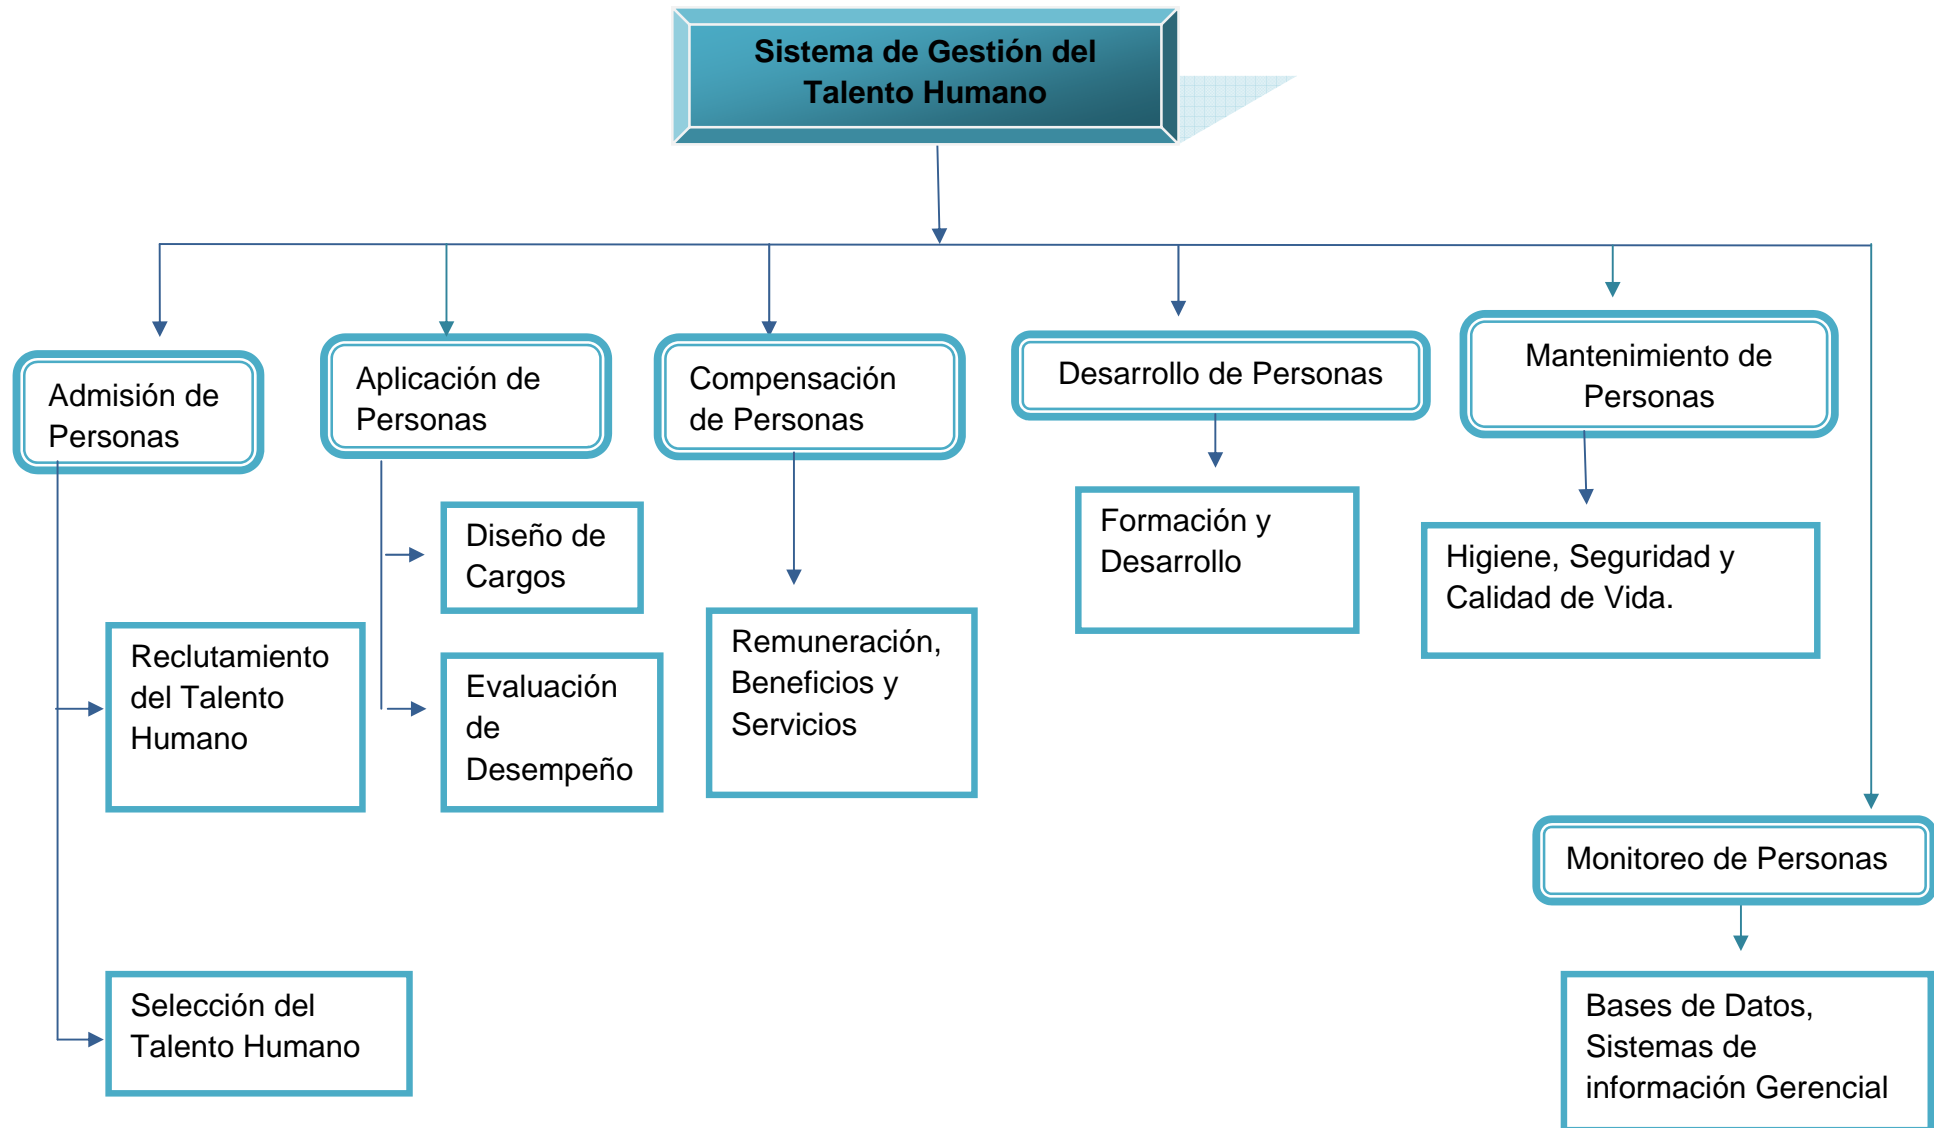 Sistema de Gestión del
Talento Humano
Admisión de
Personas
Aplicación de
Personas
Compensación
de Personas
Desarrollo de Personas
Mantenimiento de
Personas
Diseño de
Cargos
Formación y
Desarrollo
Higiene, Seguridad y
Calidad de Vida.
Reclutamiento
del Talento
Humano
Evaluación
de
Desempeño
Remuneración,
Beneficios y
Servicios
Monitoreo de Personas
Selección del
Talento Humano
Bases de Datos,
Sistemas de
información Gerencial